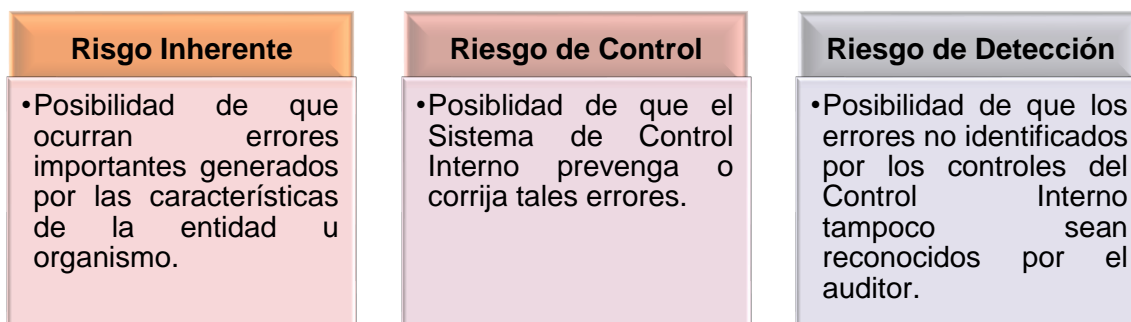 Risgo Inherente
•Posibilidad de que
ocurran errores
importantes generados
por las características
de la entidad u
organismo.
Riesgo de Control
•Posiblidad de que el
Sistema de Control
Interno prevenga o
corrija tales errores.
Riesgo de Detección
•Posibilidad de que los
errores no identificados
por los controles del
Control Interno
tampoco sean
reconocidos por el
auditor.